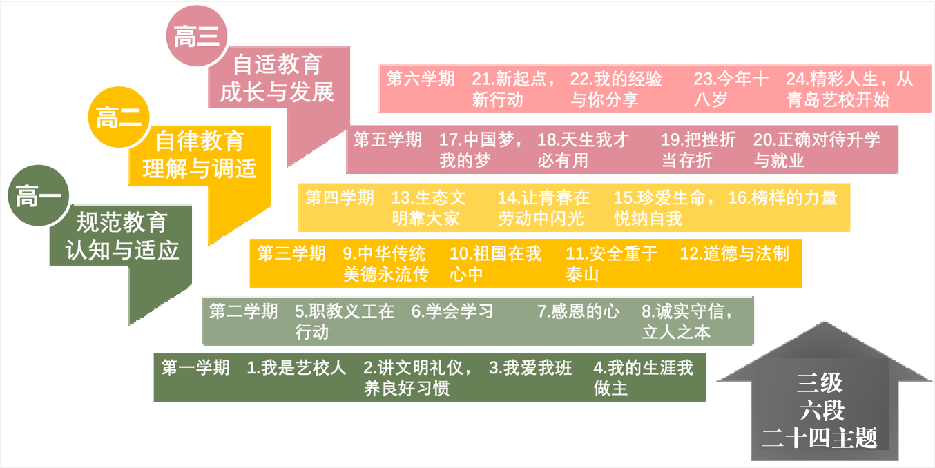 高三
自适教育
成长与发展
第六学期 21.新起点，新行动 22.我的经验与你分享 23.今年十八岁 24.精彩人生，从青岛艺校开始
高二
自律教育
理解与调适
第五学期 17.中国梦，我的梦 18.天生我才必有用 19.把挫折当存折 20.正确对待升学与就业
高一
规范教育
认知与适应
第四学期 13.生态文明靠大家 14.让青春在劳动中闪光 15.珍爱生命，悦纳自我 16.榜样的力量
第三学期 9.中华传统美德永流传 10.祖国在我心中 11.安全重于泰山 12.道德与法制
第二学期 5.职教义工在行动 6.学会学习 7.感恩的心 8.诚实守信，立人之本
第一学期 1.我是艺校人 2.讲文明礼仪，养良好习惯 3.我爱我班 4.我的生涯我做主
三级
六段
二十四主题